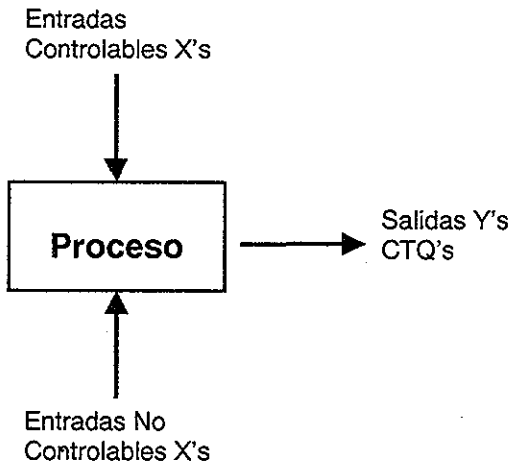 Entradas
Controlables X's
Proceso
Salidas Y's
CTQ's
Entradas No
Controlables X's